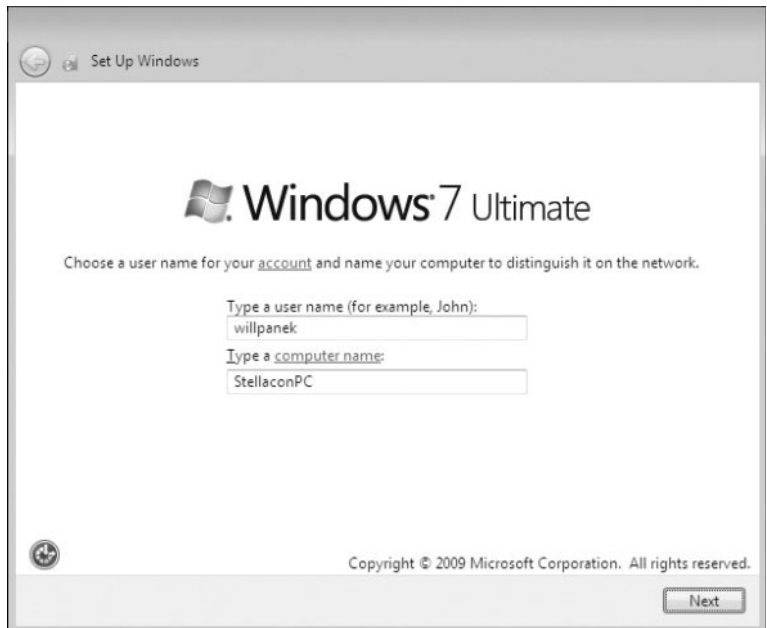 Set Up Windows
Windows 7 Ultimate
Choose a user name for your account and name your computer to distinguish it on the network.
Type a user name (for example, John):
willpanek
Type a computer name:
StellaconPC
Copyright © 2009 Microsoft Corporation. All rights reserved.
Next